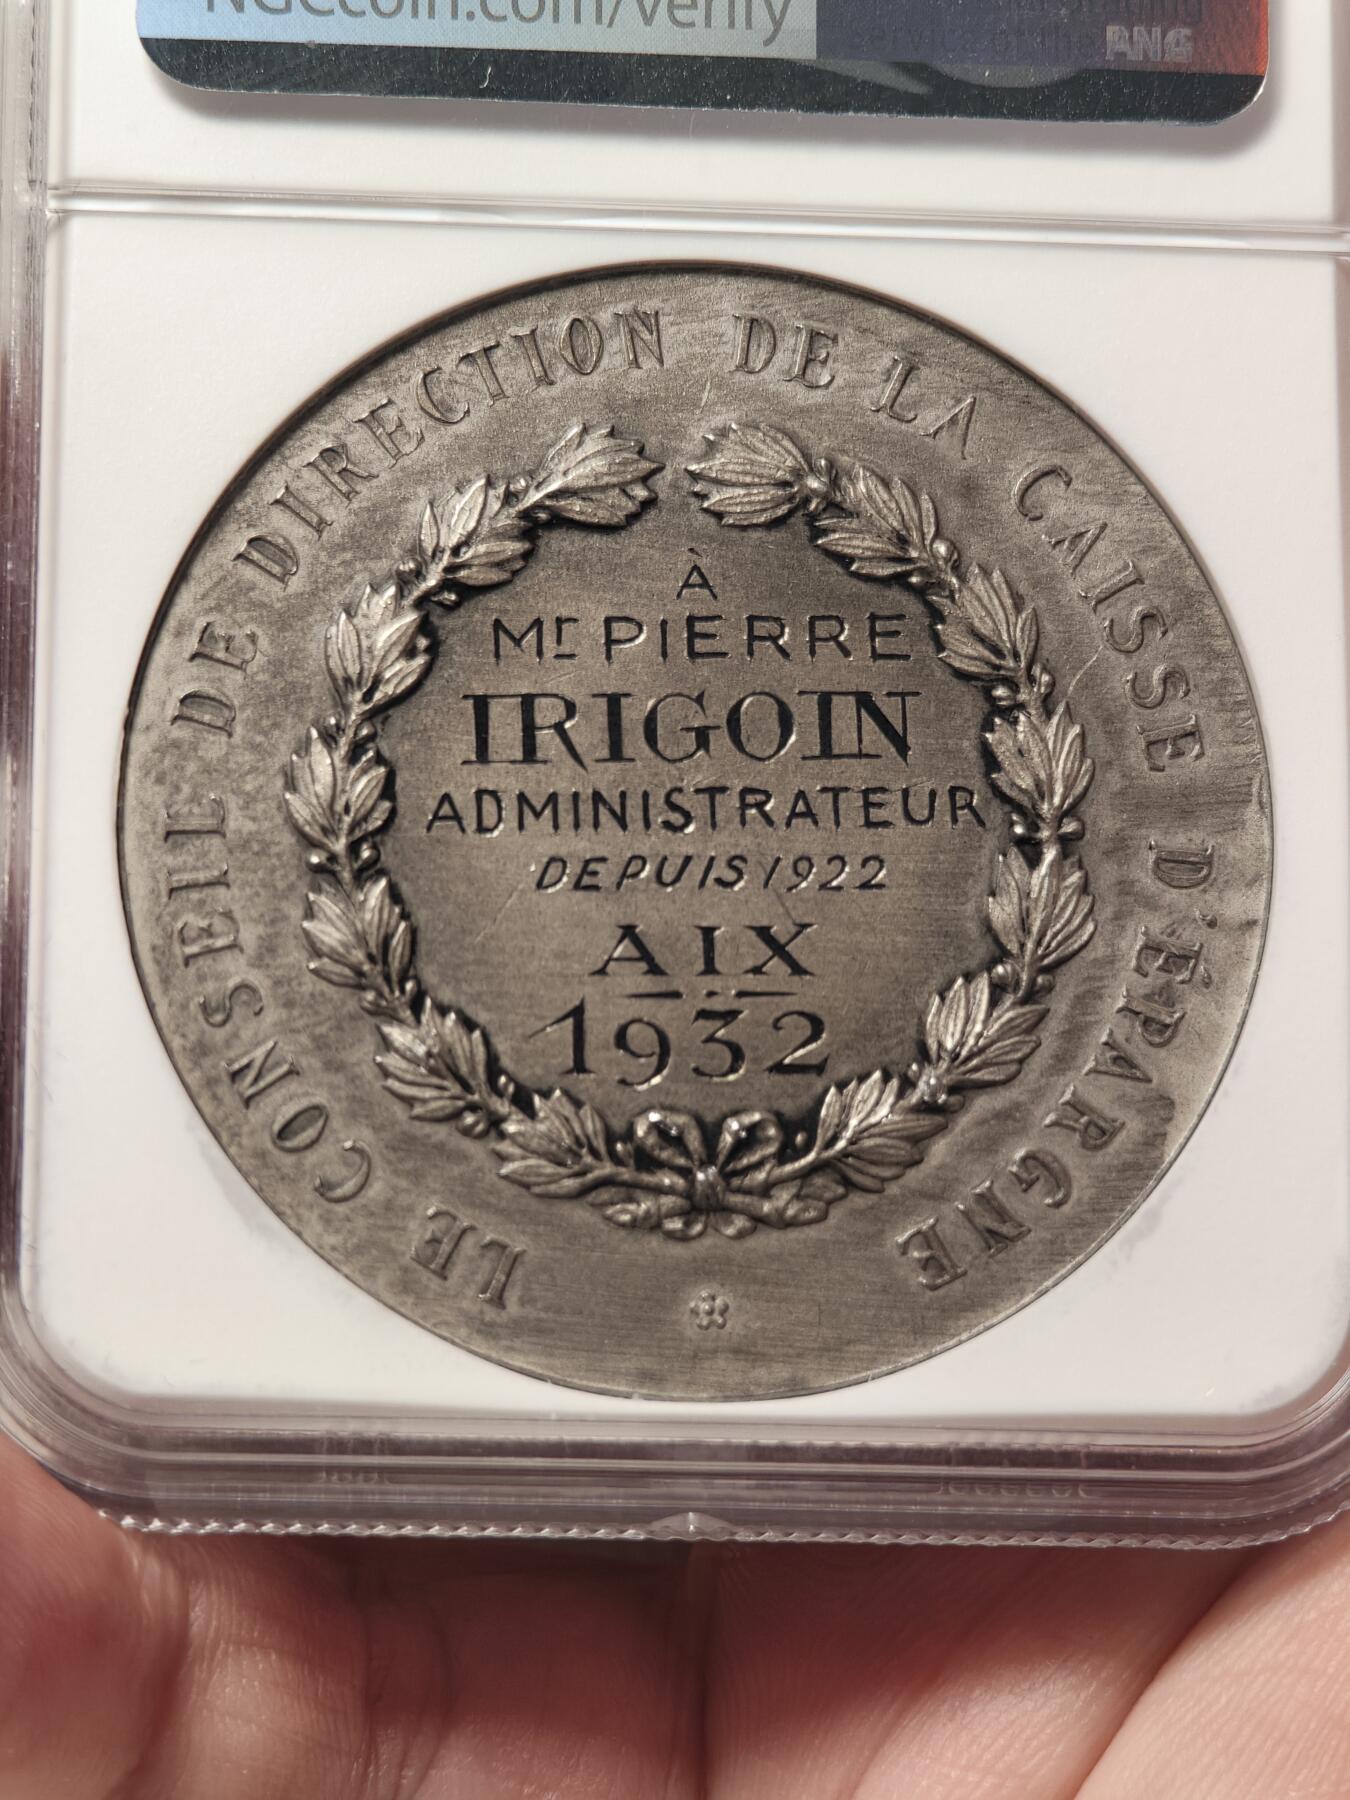 NGCcoin.com/verify
LE CONSEIL DE DIRECTION DE LA CAISSE D'ÉPARGNE
À
Mr PIERRE
IRIGOIN
ADMINISTRATEUR
DEPUIS 1922
AIX
1932